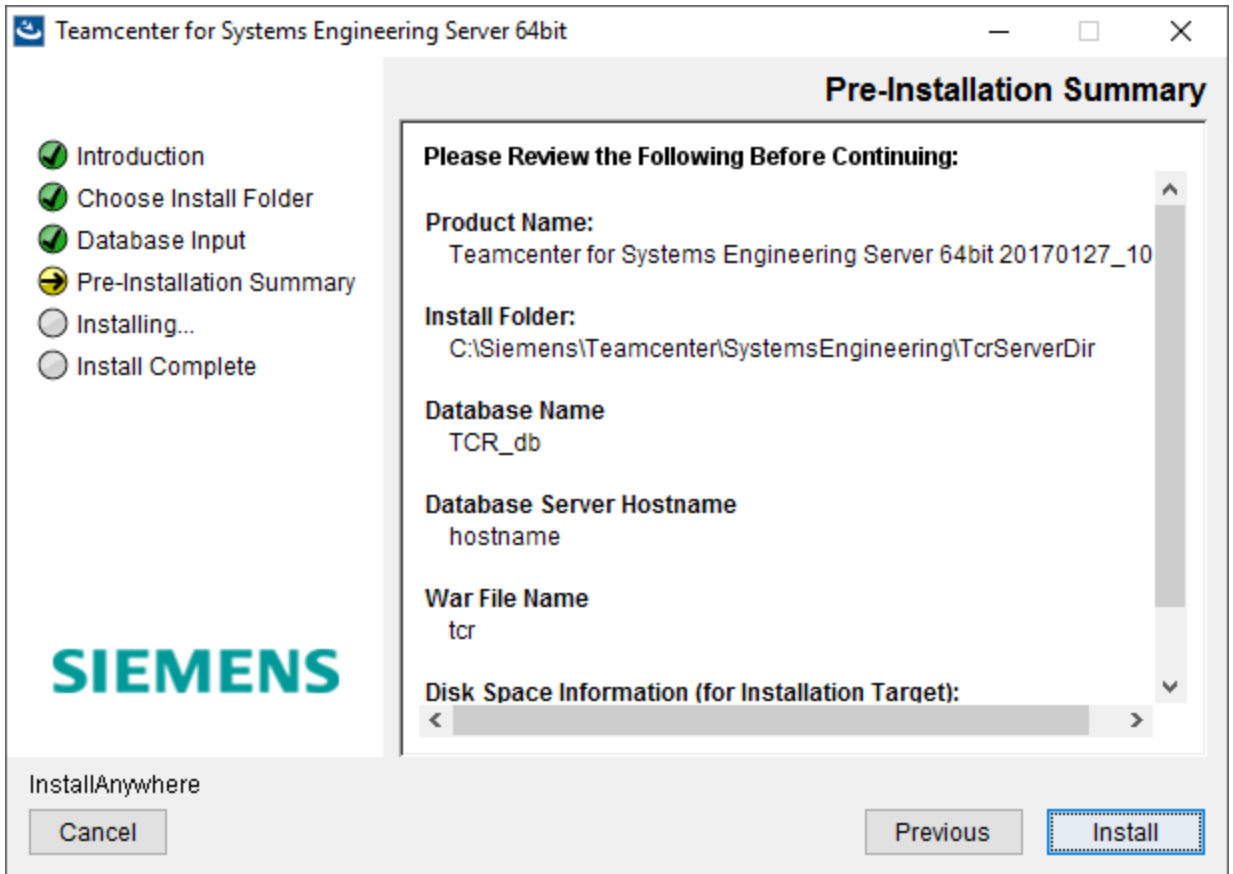 Teamcenter for Systems Engineering Server 64bit
Pre-Installation Summary
Introduction
Choose Install Folder
Database Input
Pre-Installation Summary
Installing...
Install Complete
SIEMENS
Please Review the Following Before Continuing:
Product Name:
Teamcenter for Systems Engineering Server 64bit 20170127_10
Install Folder:
C:\Siemens\Teamcenter\SystemsEngineering\TcrServerDir
Database Name
TCR_db
Database Server Hostname
hostname
War File Name
tcr
Disk Space Information (for Installation Target):
InstallAnywhere
Cancel
Previous
Install